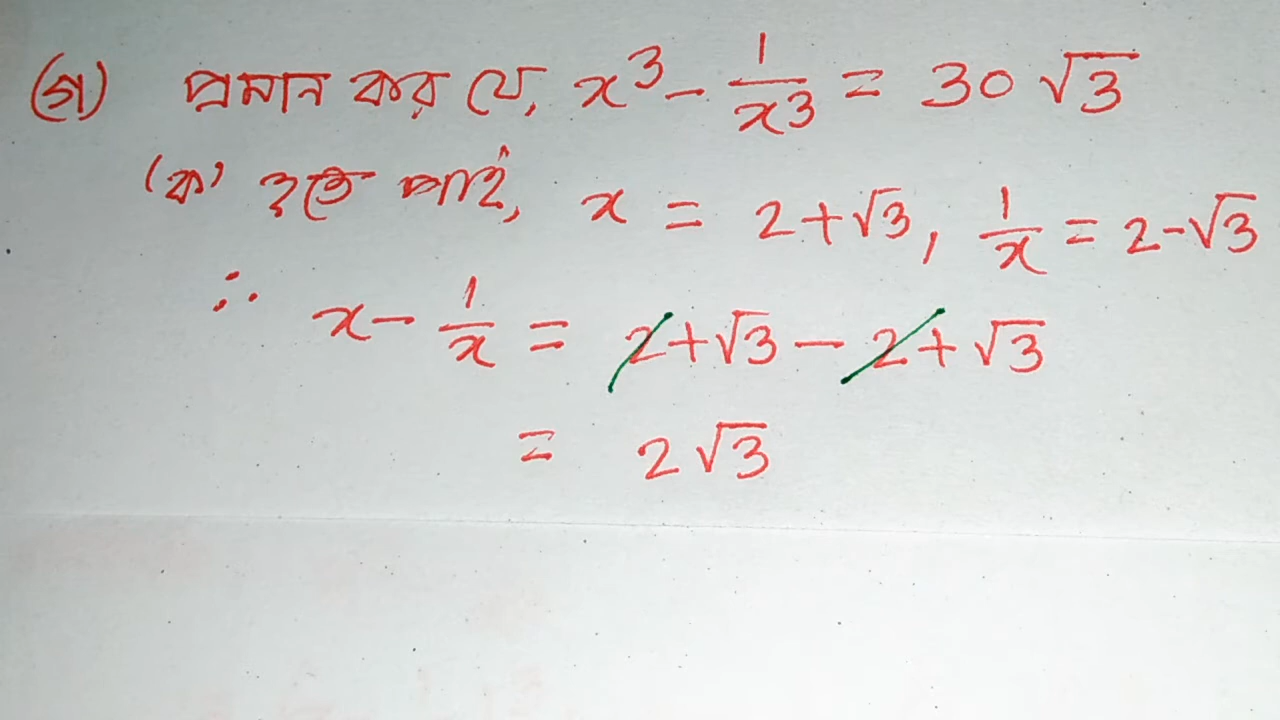 (গ) প্রমান কর যে, x³ - 1/x³ = 30√3
(ক) হতে পাই, x = 2+√3, 1/x = 2-√3
∴ x - 1/x = 2+√3 - 2+√3
= 2√3